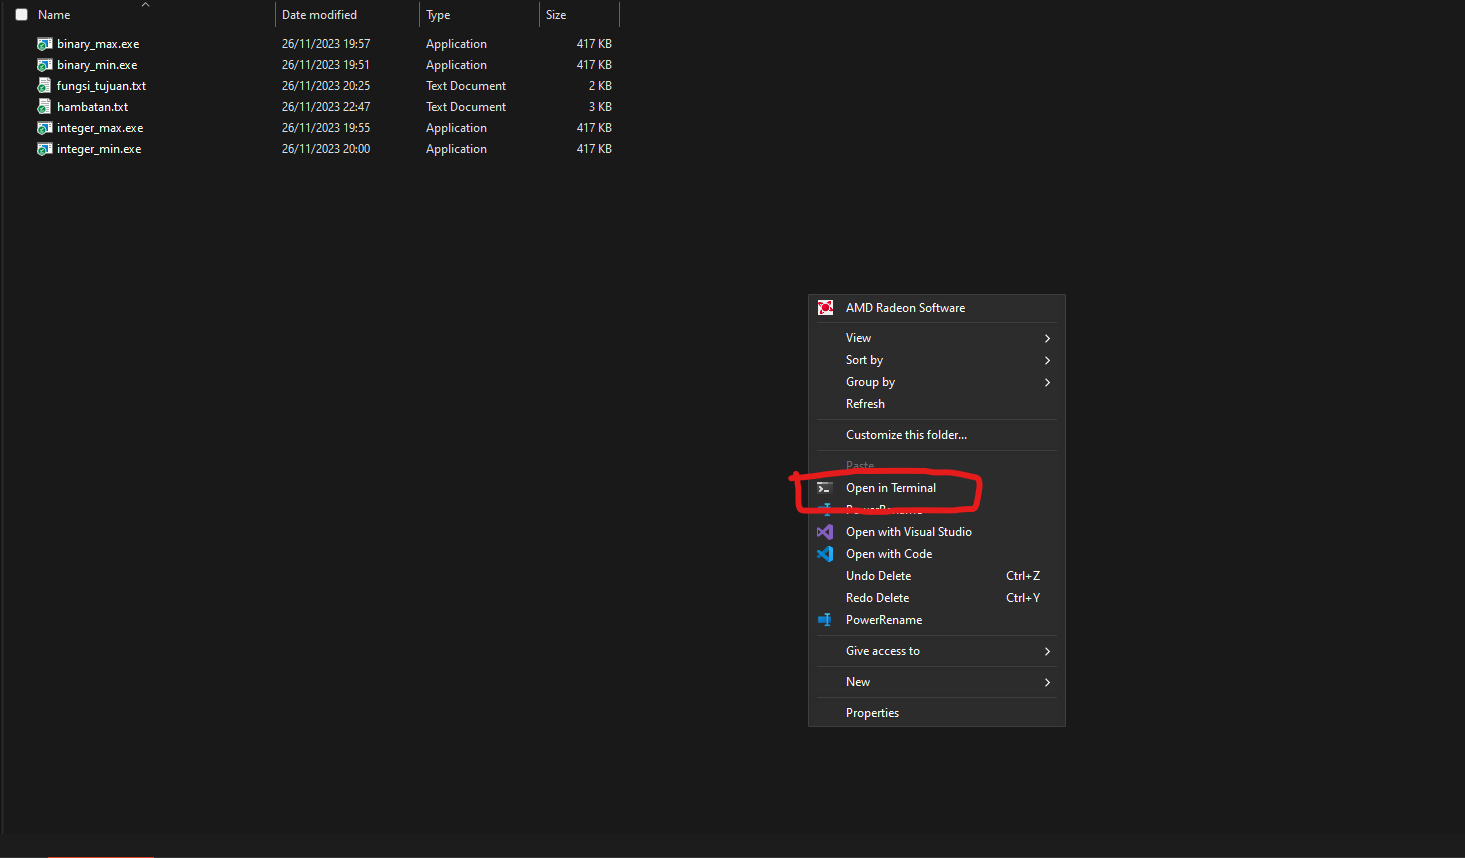 Name Date modified Type Size
binary_max.exe 26/11/2023 19:57 Application 417 KB
binary_min.exe 26/11/2023 19:51 Application 417 KB
fungsi_tujuan.txt 26/11/2023 20:25 Text Document 2 KB
hambatan.txt 26/11/2023 22:47 Text Document 3 KB
integer_max.exe 26/11/2023 19:55 Application 417 KB
integer_min.exe 26/11/2023 20:00 Application 417 KB
AMD Radeon Software
View
Sort by
Group by
Refresh
Customize this folder...
Paste
Open in Terminal
PowerRename
Open with Visual Studio
Open with Code
Undo Delete Ctrl+Z
Redo Delete Ctrl+Y
PowerRename
Give access to
New
Properties